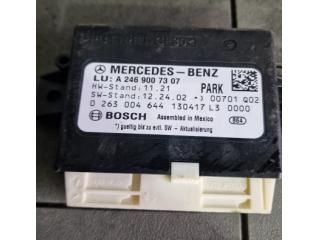 MERCEDES-BENZ
LU: A 246 900 73 07
HW-Stand: 11.21 PARK
SW-Stand: 12.24.02 *) 00701 Q02
0 263 004 644 130417 L3 0000
BOSCH Assembled in Mexico 864
*) gueltig bis zu evtl. SW - Aktualisierung